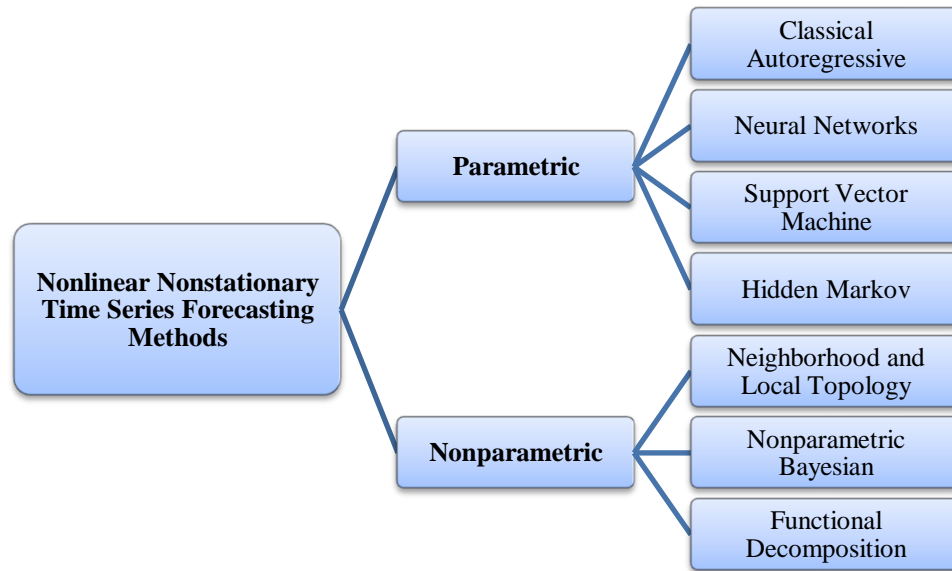 Nonlinear Nonstationary
Time Series Forecasting
Methods
Parametric
Classical
Autoregressive
Neural Networks
Support Vector
Machine
Hidden Markov
Nonparametric
Neighborhood and
Local Topology
Nonparametric
Bayesian
Functional
Decomposition